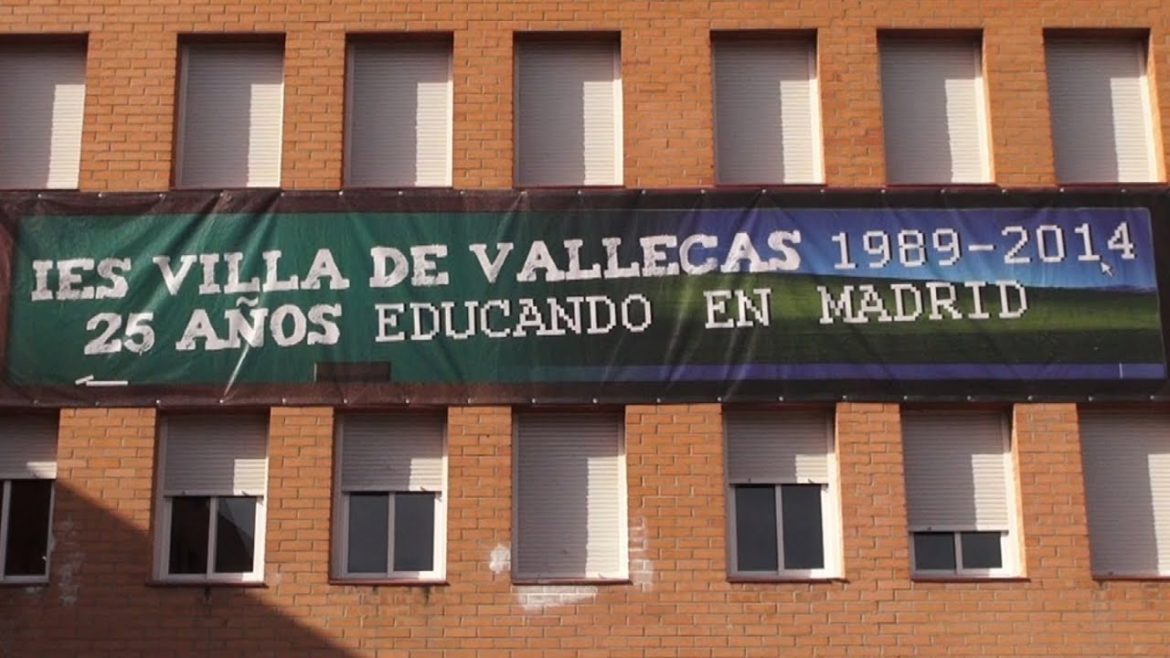 IES VILLA DE VALLECAS 1989-2014
25 AÑOS EDUCANDO EN MADRID